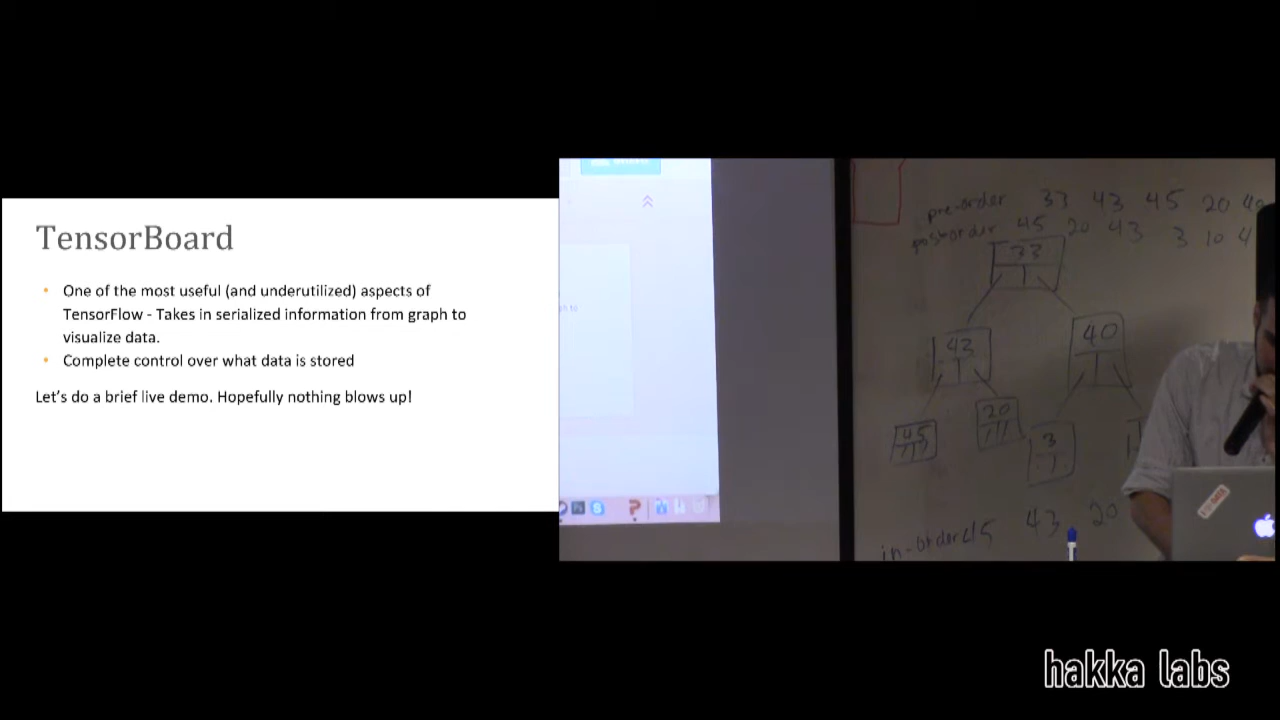 TensorBoard
• One of the most useful (and underutilized) aspects of
TensorFlow - Takes in serialized information from graph to
visualize data.
• Complete control over what data is stored
Let's do a brief live demo. Hopefully nothing blows up!
pre-order 33 43 45 20 40
postorder 45 20 43 3 10 4
33
43 40
45 20 3
in-order 45 43 20
hakka labs